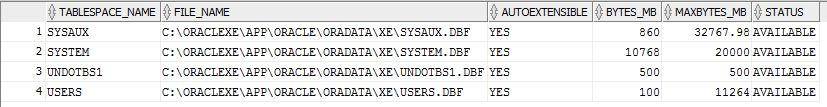 TABLESPACE_NAME FILE_NAME AUTOEXTENSIBLE BYTES_MB MAXBYTES_MB STATUS
1 SYSAUX C:\ORACLEXE\APP\ORACLE\ORADATA\XE\SYSAUX.DBF YES 860 32767.98 AVAILABLE
2 SYSTEM C:\ORACLEXE\APP\ORACLE\ORADATA\XE\SYSTEM.DBF YES 10768 20000 AVAILABLE
3 UNDOTBS1 C:\ORACLEXE\APP\ORACLE\ORADATA\XE\UNDOTBS1.DBF YES 500 500 AVAILABLE
4 USERS C:\ORACLEXE\APP\ORACLE\ORADATA\XE\USERS.DBF YES 100 11264 AVAILABLE